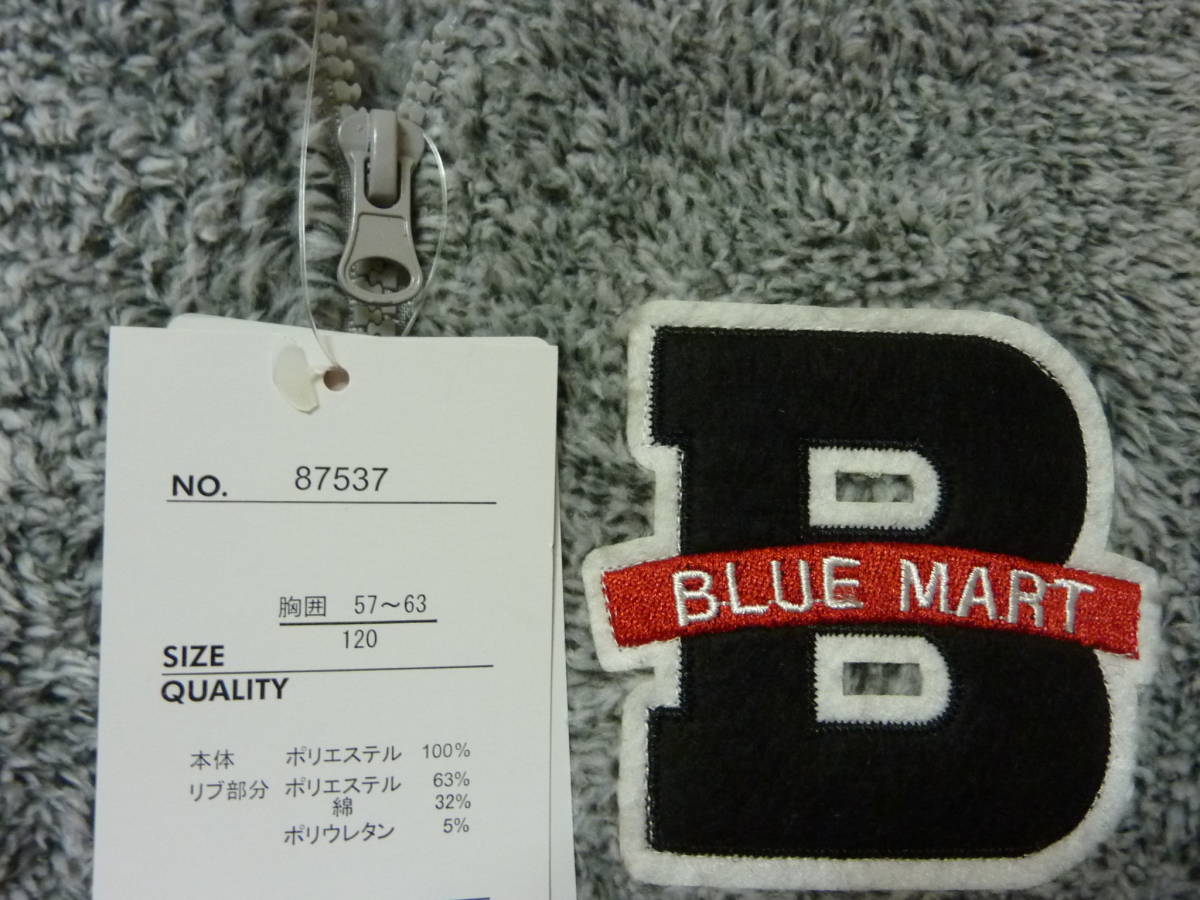 NO. 87537
胸囲 57～63
120
SIZE
QUALITY
本体 ポリエステル 100%
リブ部分 ポリエステル 63%
綿 32%
ポリウレタン 5%
B
BLUE MART